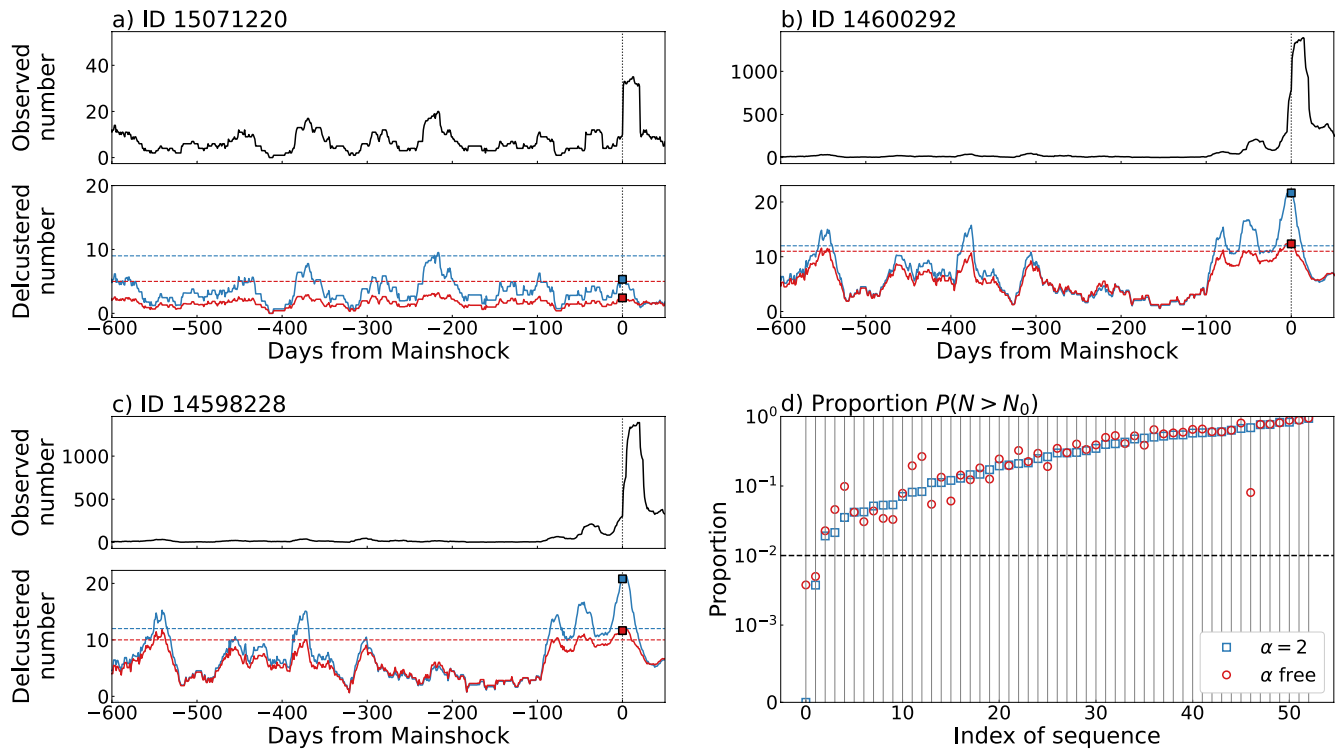 a) ID 15071220
Observed number
40
20
0
Delcustered number
20
10
0
−600 −500 −400 −300 −200 −100 0
Days from Mainshock
b) ID 14600292
1000
500
0
20
10
0
−600 −500 −400 −300 −200 −100 0
Days from Mainshock
c) ID 14598228
Observed number
1000
500
0
Delcustered number
20
10
0
−600 −500 −400 −300 −200 −100 0
Days from Mainshock
d) Proportion P(N > N₀)
Proportion
10⁰
10⁻¹
10⁻²
10⁻³
0
0 10 20 30 40 50
Index of sequence
α = 2
α free